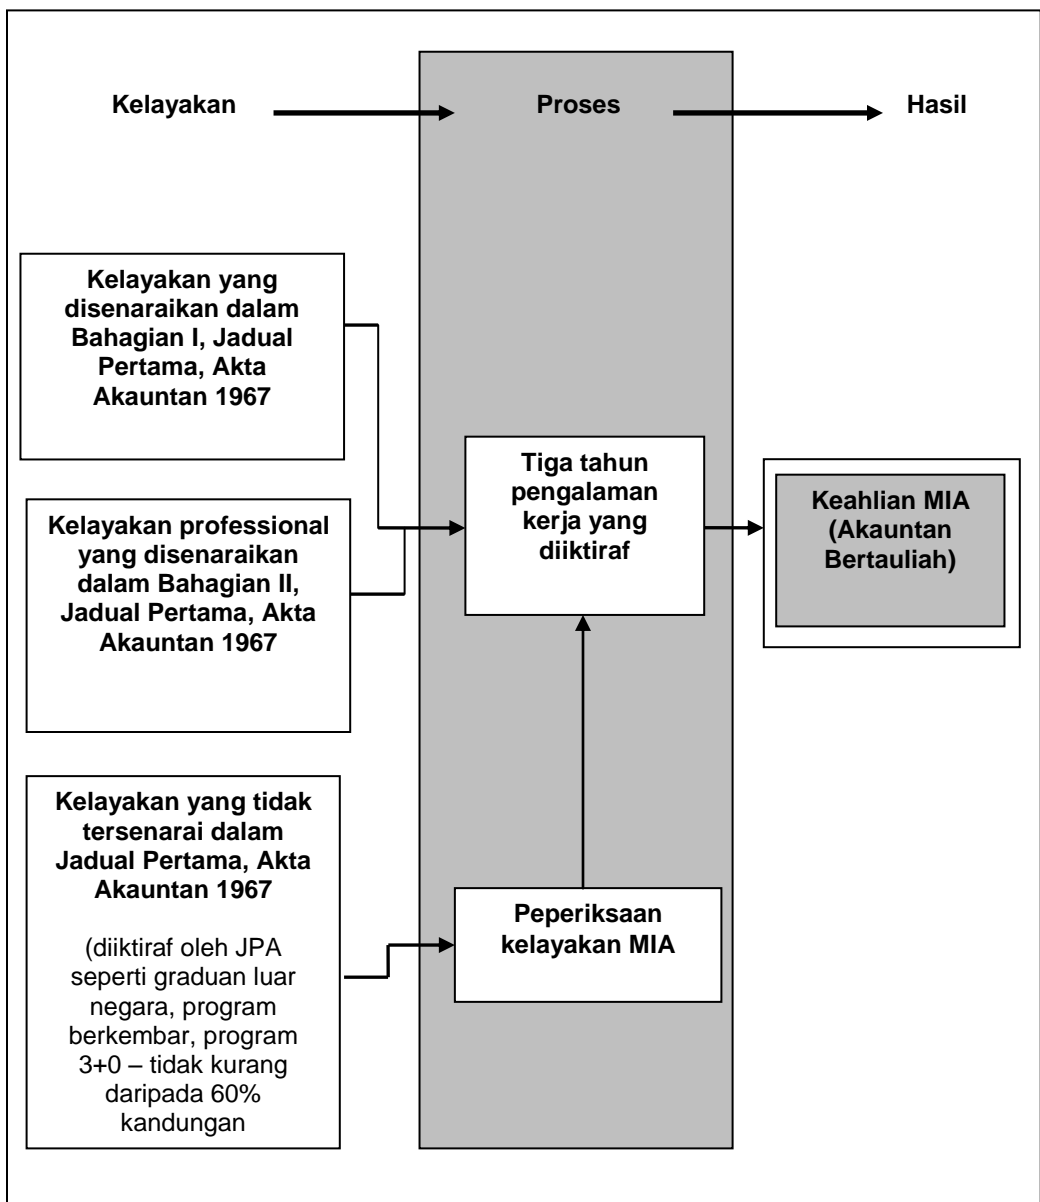 Kelayakan
Proses
Hasil
Kelayakan yang
disenaraikan dalam
Bahagian I, Jadual
Pertama, Akta
Akauntan 1967
Kelayakan professional
yang disenaraikan
dalam Bahagian II,
Jadual Pertama, Akta
Akauntan 1967
Kelayakan yang tidak
tersenarai dalam
Jadual Pertama, Akta
Akauntan 1967
(diiktiraf oleh JPA
seperti graduan luar
negara, program
berkembar, program
3+0 – tidak kurang
daripada 60%
kandungan
Tiga tahun
pengalaman
kerja yang
diiktiraf
Peperiksaan
kelayakan MIA
Keahlian MIA
(Akauntan
Bertauliah)